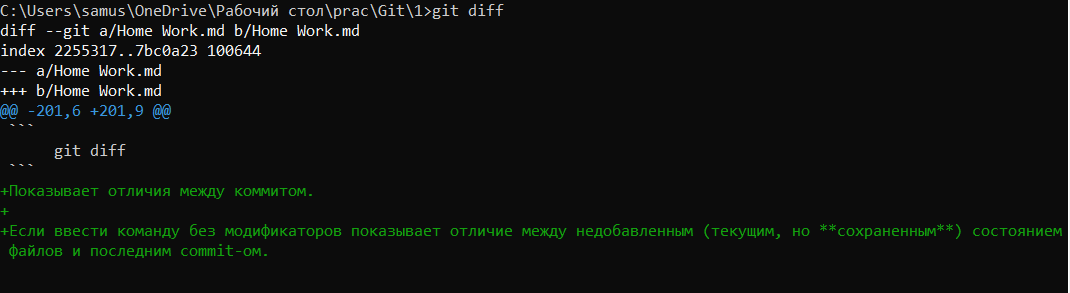 C:\Users\samus\OneDrive\Рабочий стол\prac\Git\1>git diff
diff --git a/Home Work.md b/Home Work.md
index 2255317..7bc0a23 100644
--- a/Home Work.md
+++ b/Home Work.md
@@ -201,6 +201,9 @@
 ```
      git diff
 ```
+Показывает отличия между коммитом.
+
+Если ввести команду без модификаторов показывает отличие между недобавленным (текущим, но **сохраненным**) состоянием
 файлов и последним commit-ом.